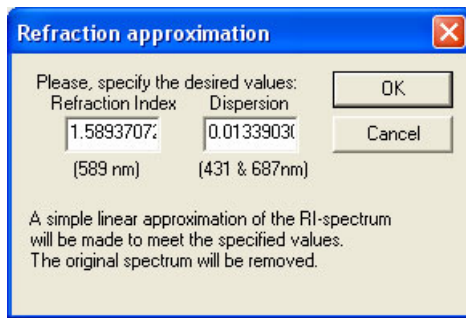 Refraction approximation
Please, specify the desired values:
Refraction Index Dispersion
OK
1.58937072 0.01339030
Cancel
(589 nm) (431 & 687nm)
A simple linear approximation of the RI-spectrum
will be made to meet the specified values.
The original spectrum will be removed.